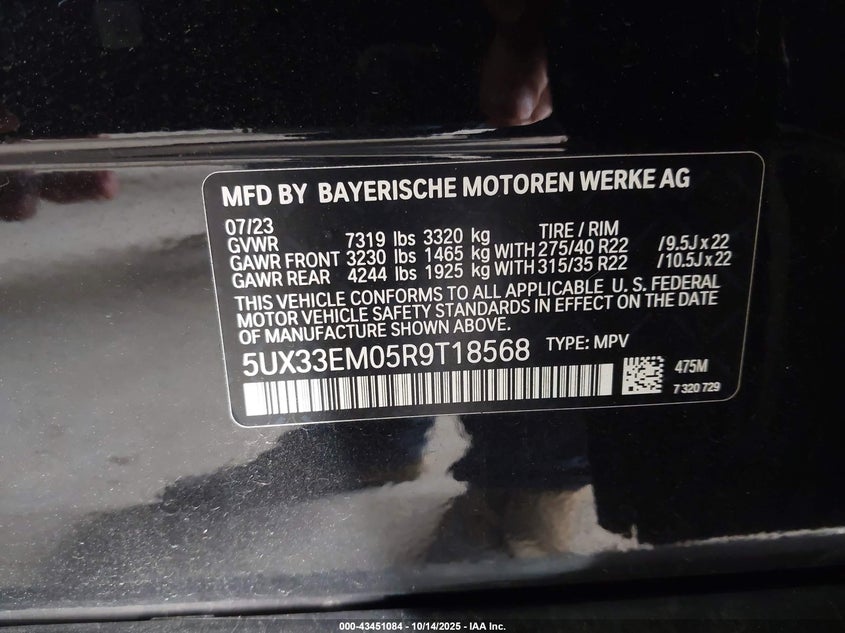 MFD BY BAYERISCHE MOTOREN WERKE AG
07/23
GVWR 7319 lbs 3320 kg TIRE / RIM
GAWR FRONT 3230 lbs 1465 kg WITH 275/40 R22 /9.5J x 22
GAWR REAR 4244 lbs 1925 kg WITH 315/35 R22 /10.5J x 22
THIS VEHICLE CONFORMS TO ALL APPLICABLE U. S. FEDERAL
MOTOR VEHICLE SAFETY STANDARDS IN EFFECT ON THE DATE
OF MANUFACTURE SHOWN ABOVE.
5UX33EM05R9T18568 TYPE: MPV
475M
7 320 729
000-43451084 - 10/14/2025 - IAA Inc.